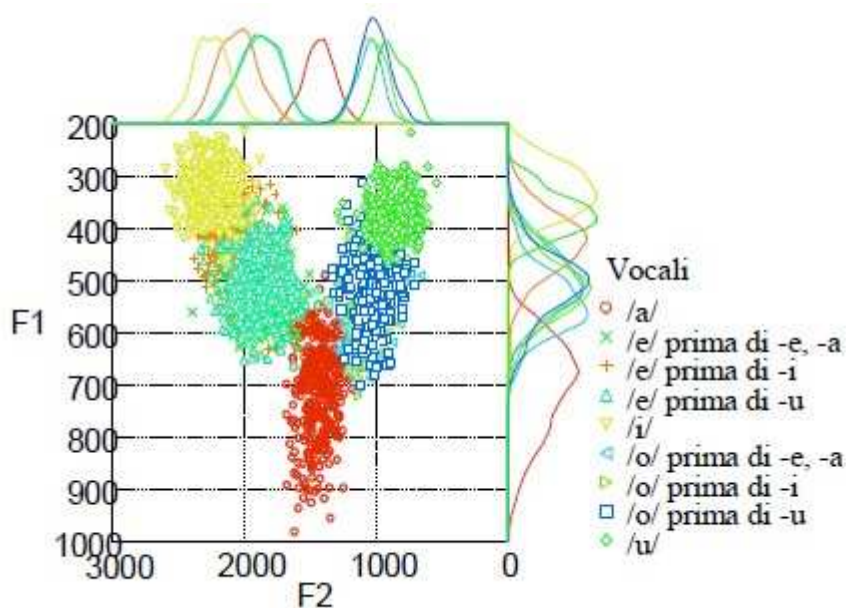 200
300
400
500
600
700
800
900
1000
F1
3000
2000
1000
0
F2
Vocali
/a/
/e/ prima di -e, -a
/e/ prima di -i
/e/ prima di -u
/i/
/o/ prima di -e, -a
/o/ prima di -i
/o/ prima di -u
/u/